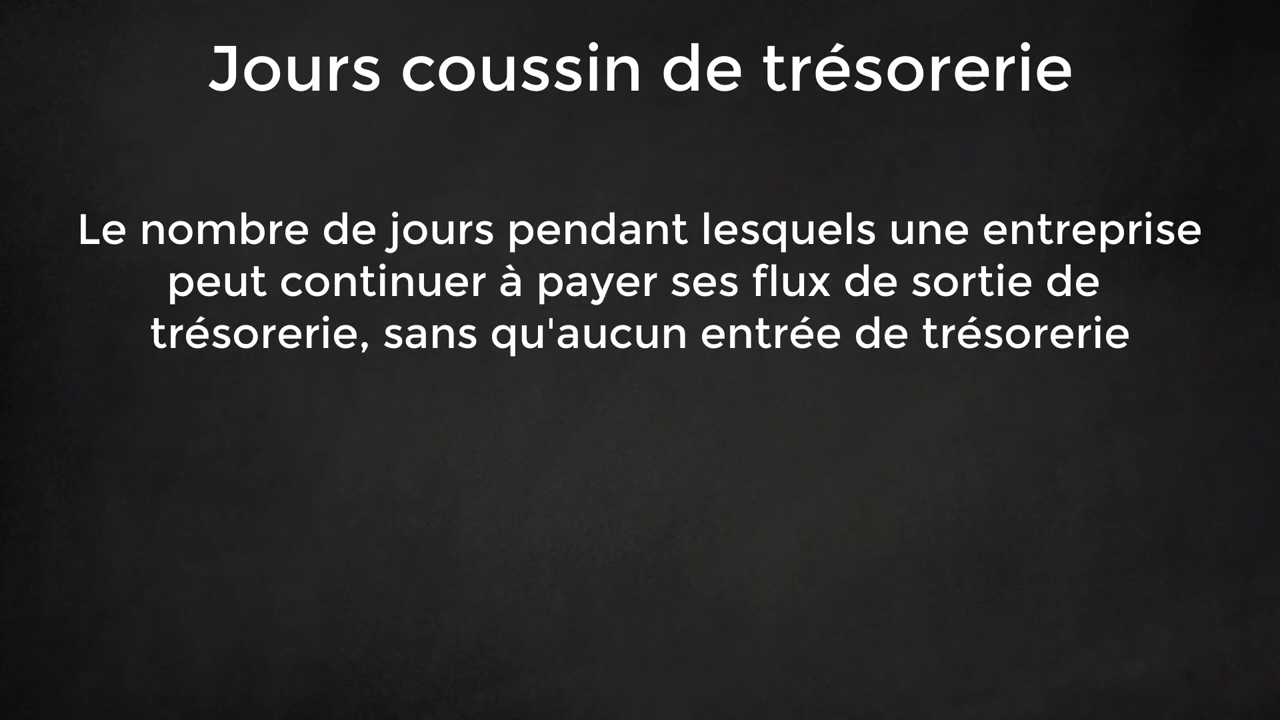 Jours coussin de trésorerie
Le nombre de jours pendant lesquels une entreprise
peut continuer à payer ses flux de sortie de
trésorerie, sans qu'aucun entrée de trésorerie